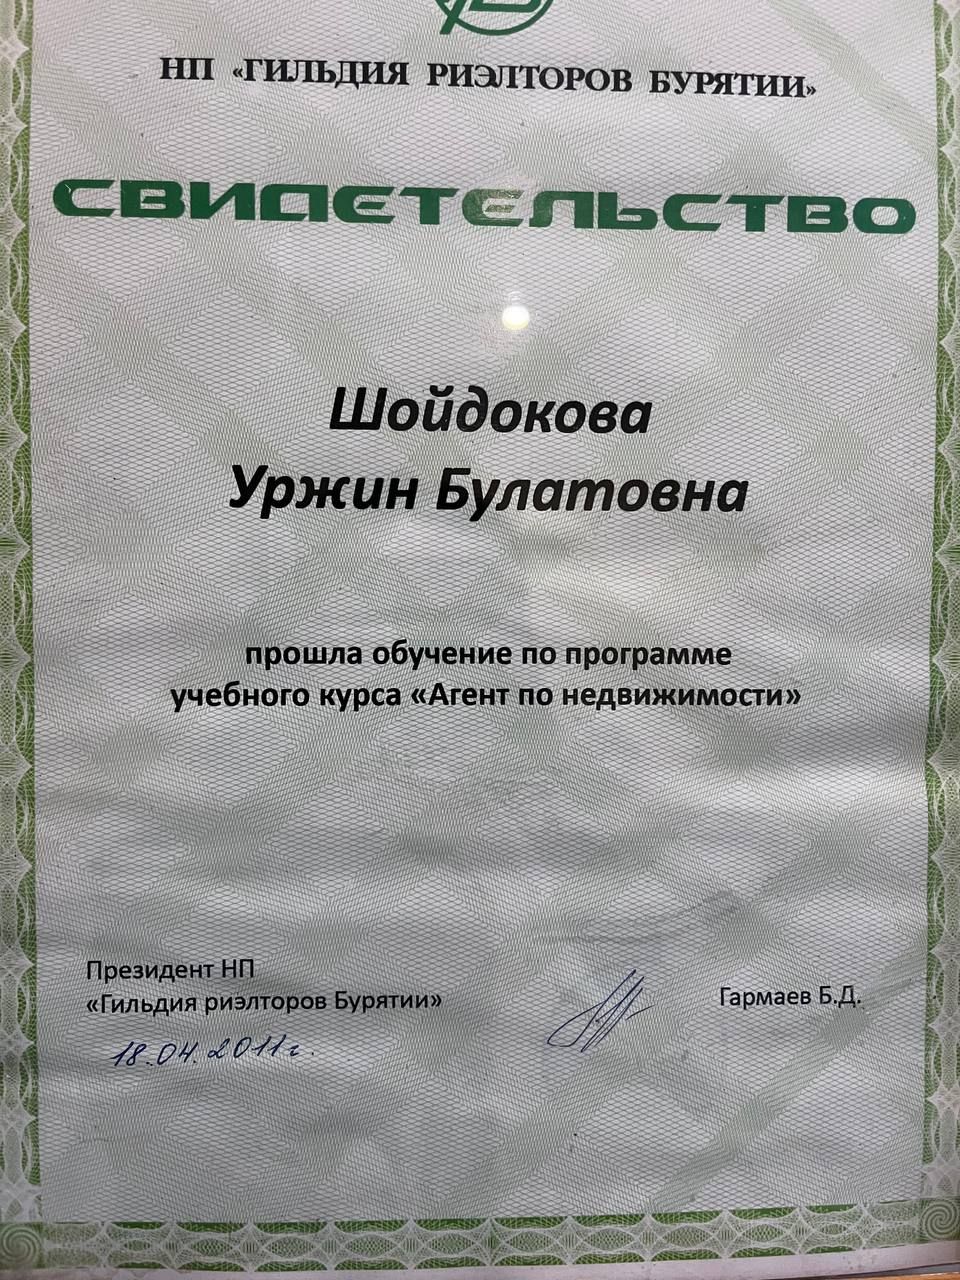 НП «ГИЛЬДИЯ РИЭЛТОРОВ БУРЯТИИ»
СВИДЕТЕЛЬСТВО
Шойдокова
Уржин Булатовна
прошла обучение по программе
учебного курса «Агент по недвижимости»
Президент НП
«Гильдия риэлторов Бурятии»
Гармаев Б.Д.
18.04.2011г.